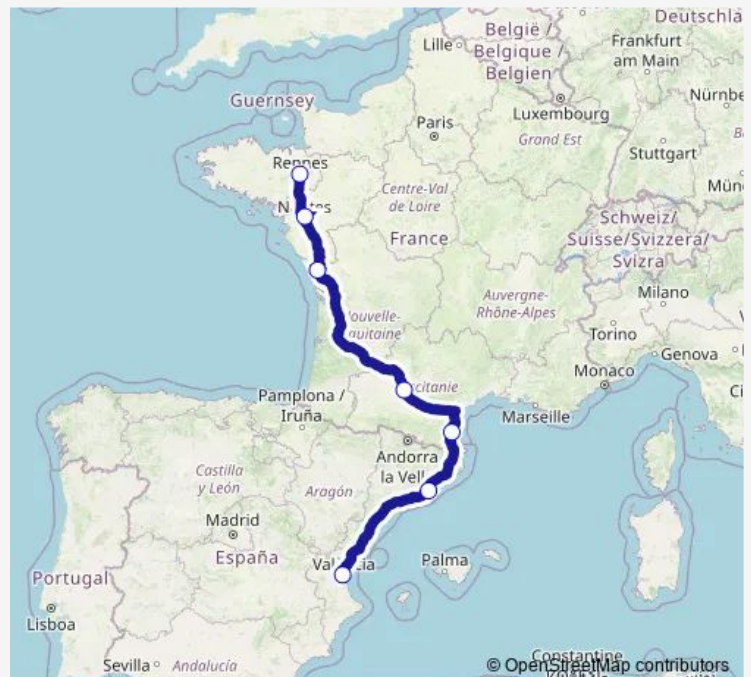 Deutschla
België /
Belgique /
Belgien
Lille
Frankfurt
am Main
Guernsey
Luxembourg
Nürnbe
Paris
Grand Est
Stuttgart
Rennes
Centre-Val
de Loire
Münc
Schweiz/
Suisse/Svizzera/
Svizra
France
Auvergne-
Rhône-Alpes
Milano
Torino
Genova
Monaco
Marseille
Pamplona /
Iruña
Andorra
la Vell
Castilla
y León
Aragón
Madrid
España
Palma
Portugal
Lisboa
Sevilla
Andalucía
Constantine
© OpenStreetMap contributors